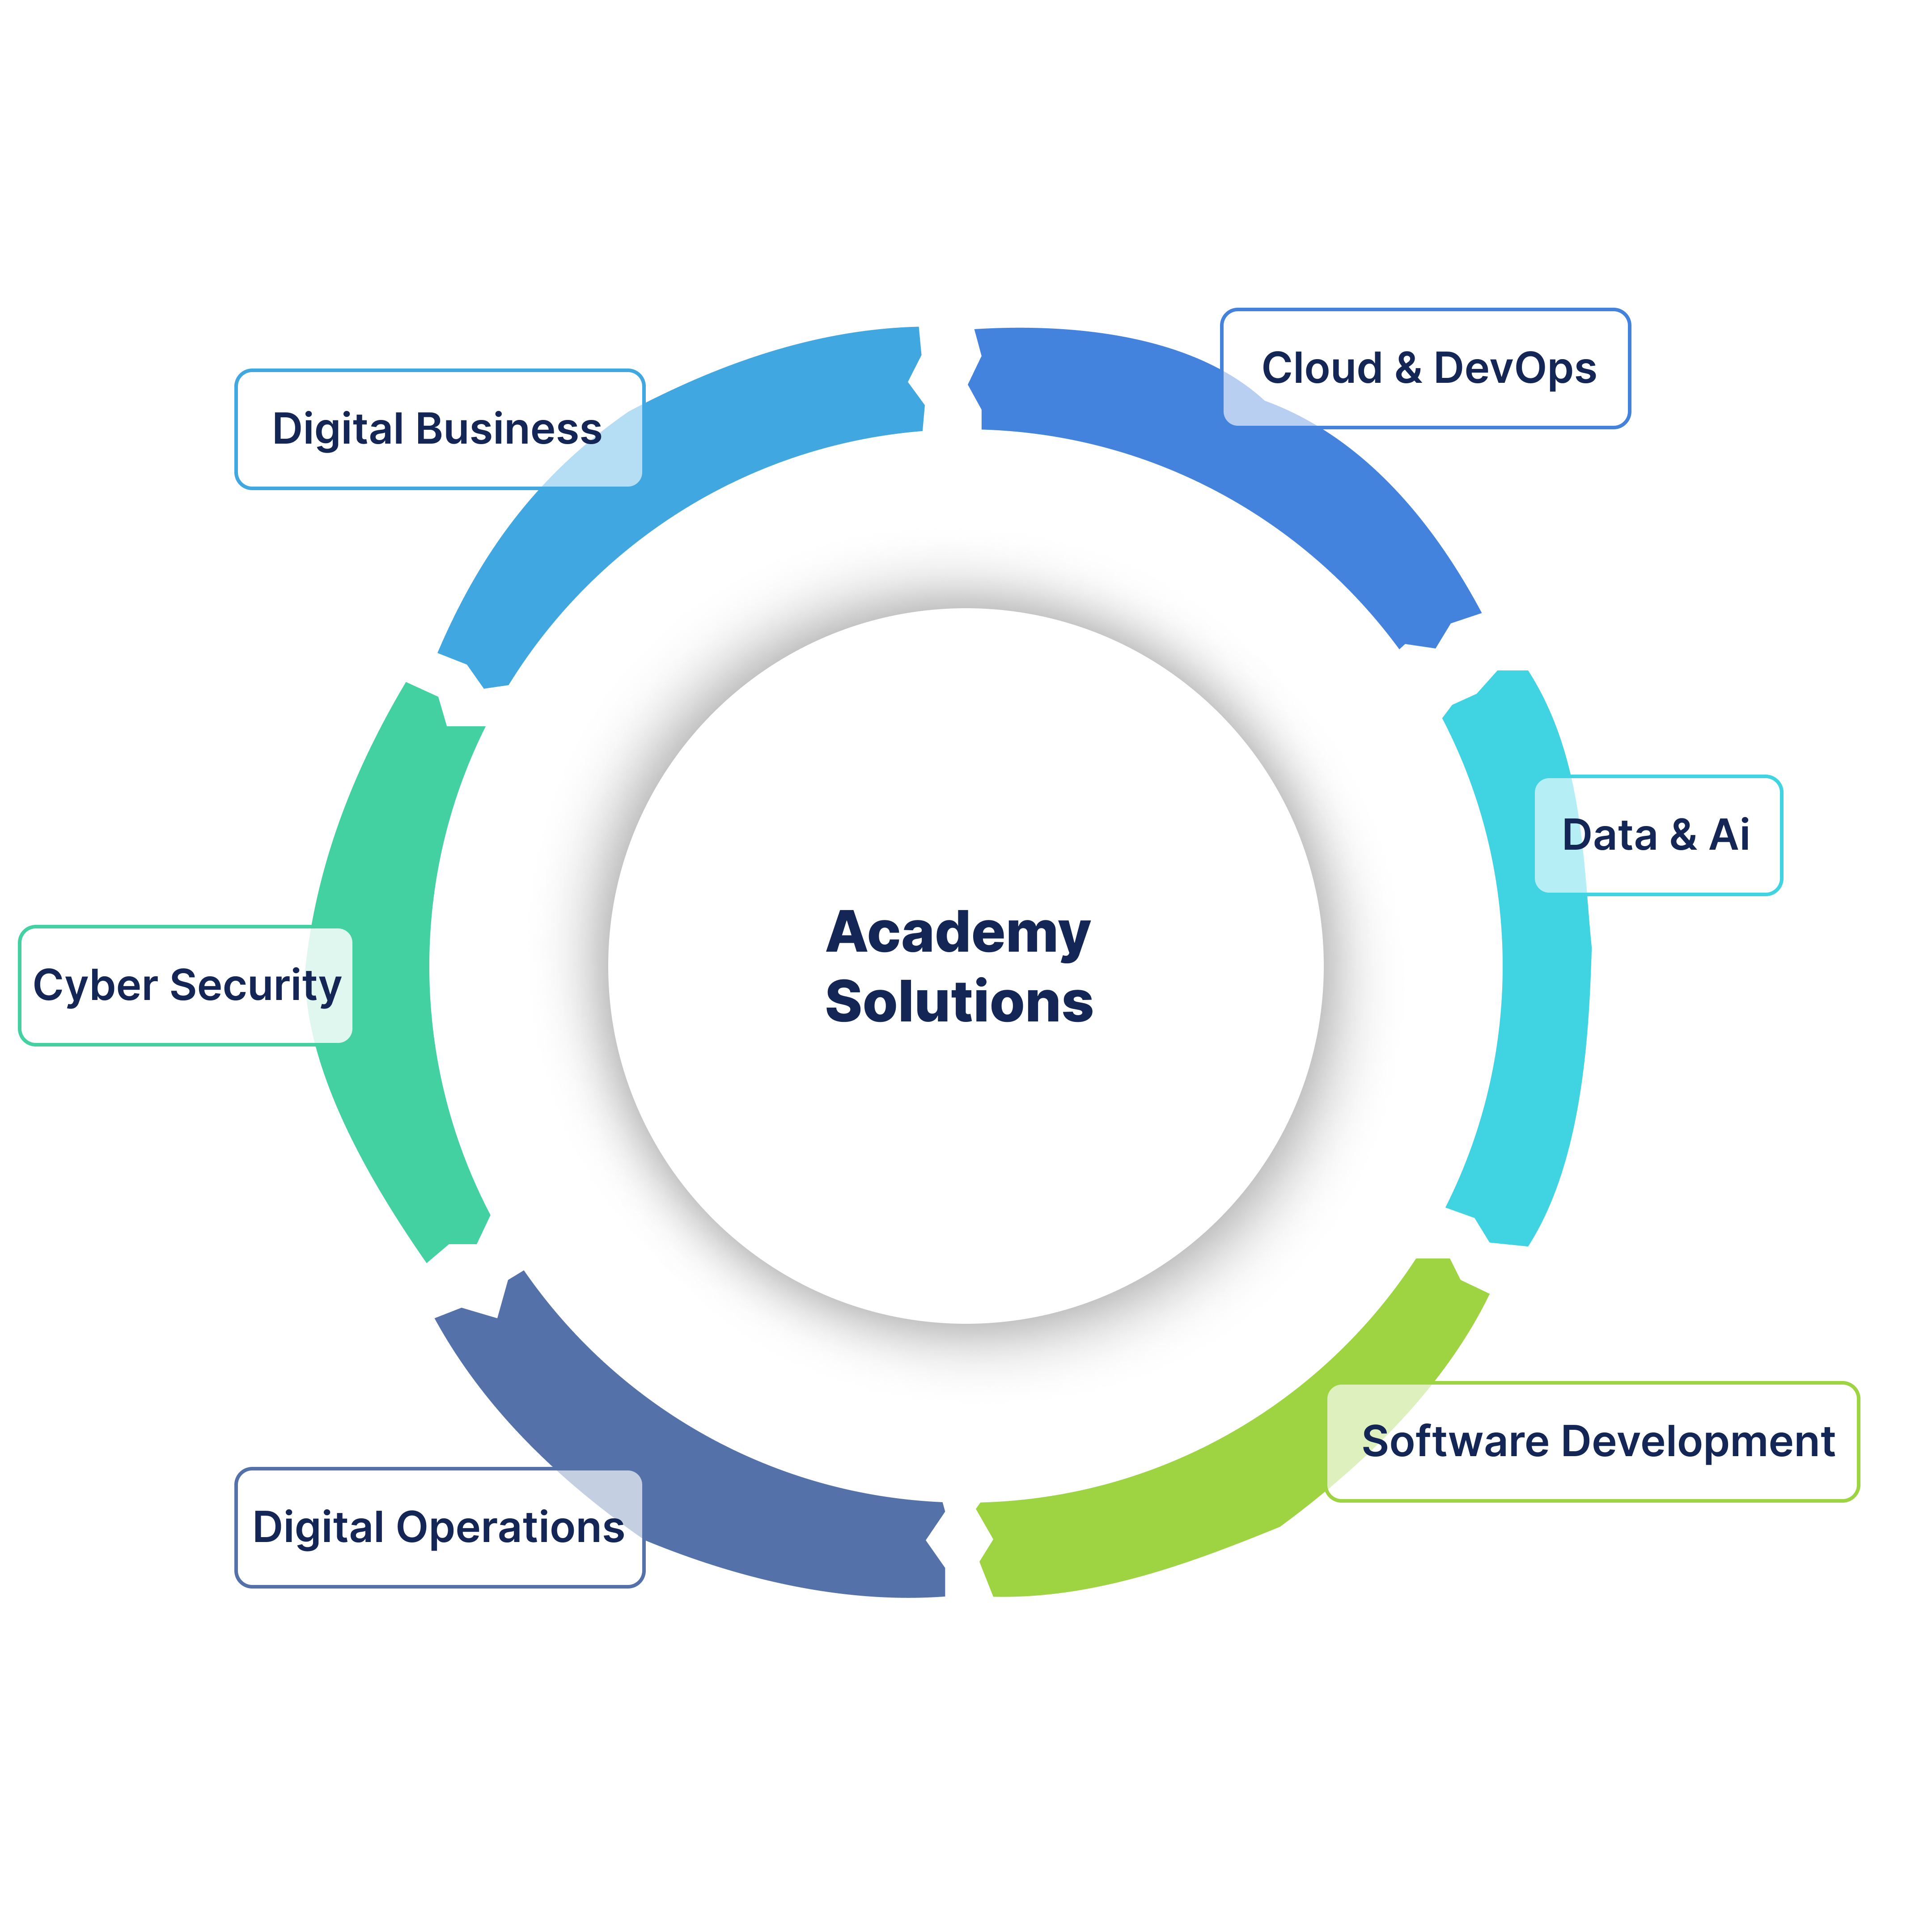 Cloud & DevOps
Digital Business
Data & Ai
Academy
Solutions
Cyber Security
Software Development
Digital Operations